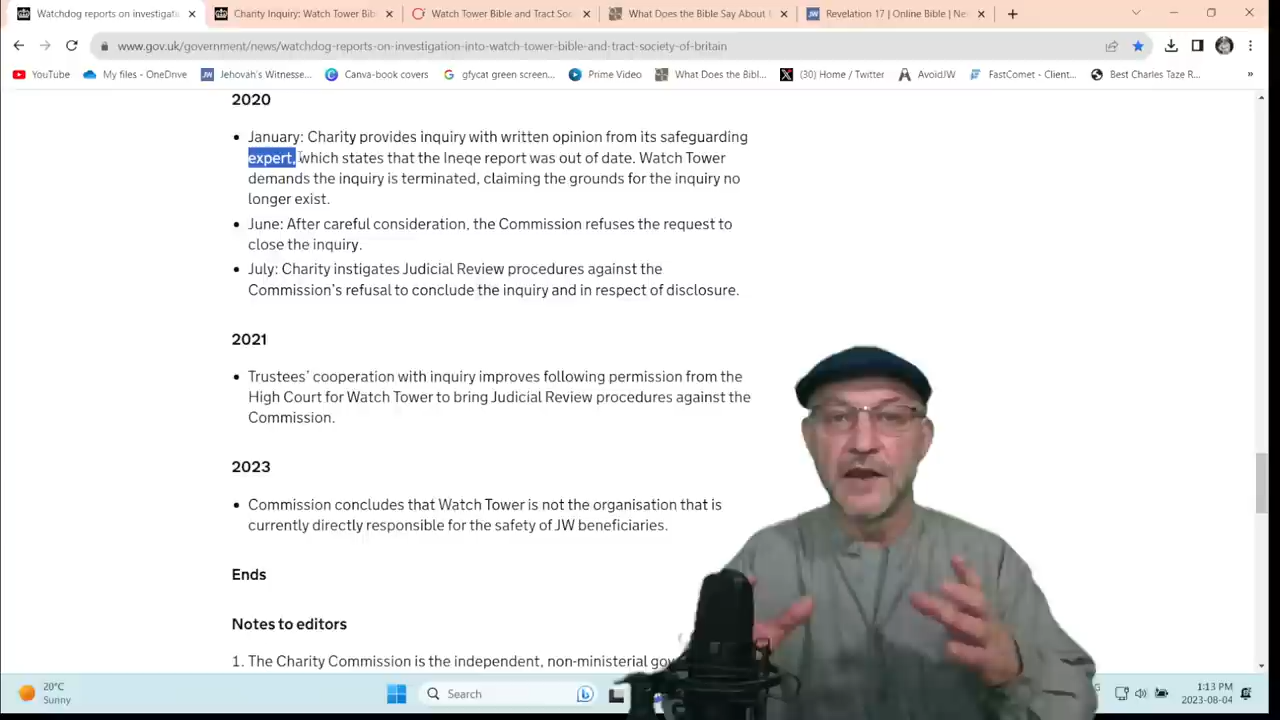 Watchdog reports on investigati
Charity Inquiry: Watch Tower Bib
Watch Tower Bible and Tract Soc
What Does the Bible Say About
Revelation 17 | Online Bible | Ne
www.gov.uk/government/news/watchdog-reports-on-investigation-into-watch-tower-bible-and-tract-society-of-britain
YouTube
My files - OneDrive
Jehovah's Witnesse...
Canva-book covers
gfycat green screen...
Prime Video
What Does the Bibl...
(30) Home / Twitter
AvoidJW
FastComet - Client...
Best Charles Taze R...
2020
January: Charity provides inquiry with written opinion from its safeguarding
expert, which states that the Ineqe report was out of date. Watch Tower
demands the inquiry is terminated, claiming the grounds for the inquiry no
longer exist.
June: After careful consideration, the Commission refuses the request to
close the inquiry.
July: Charity instigates Judicial Review procedures against the
Commission's refusal to conclude the inquiry and in respect of disclosure.
2021
Trustees' cooperation with inquiry improves following permission from the
High Court for Watch Tower to bring Judicial Review procedures against the
Commission.
2023
Commission concludes that Watch Tower is not the organisation that is
currently directly responsible for the safety of JW beneficiaries.
Ends
Notes to editors
1. The Charity Commission is the independent, non-ministerial gov
20°C
Sunny
Search
1:13 PM
2023-08-04